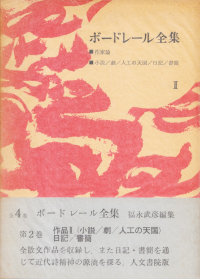 ボードレール全集
■作家論
■小説/劇/人工の天国/日記/書簡
II
全4巻 ボードレール全集 福永武彦編集
第2巻 作品II(小説/劇/人工の天国)
日記/書簡
全散文作品を収録し、また日記・書簡を通
じて近代詩精神の源流を探る。人文書院版